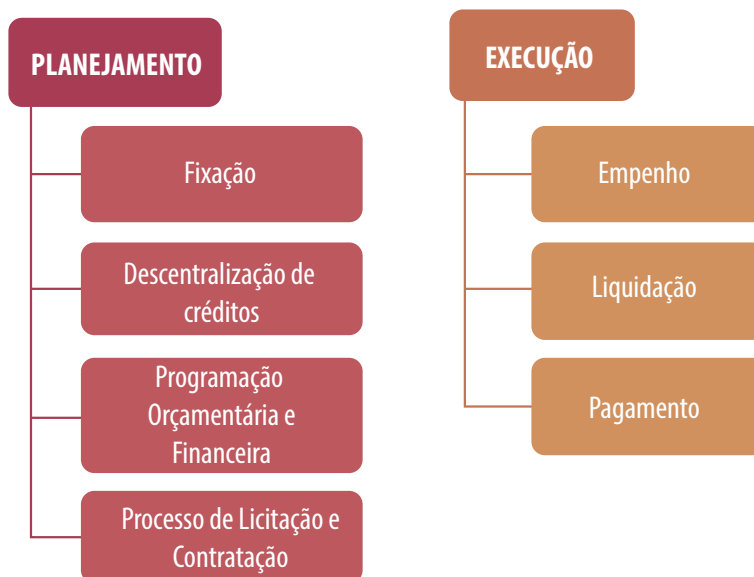 PLANEJAMENTO
Fixação
Descentralização de
créditos
Programação
Orçamentária e
Financeira
Processo de Licitação e
Contratação
EXECUÇÃO
Empenho
Liquidação
Pagamento